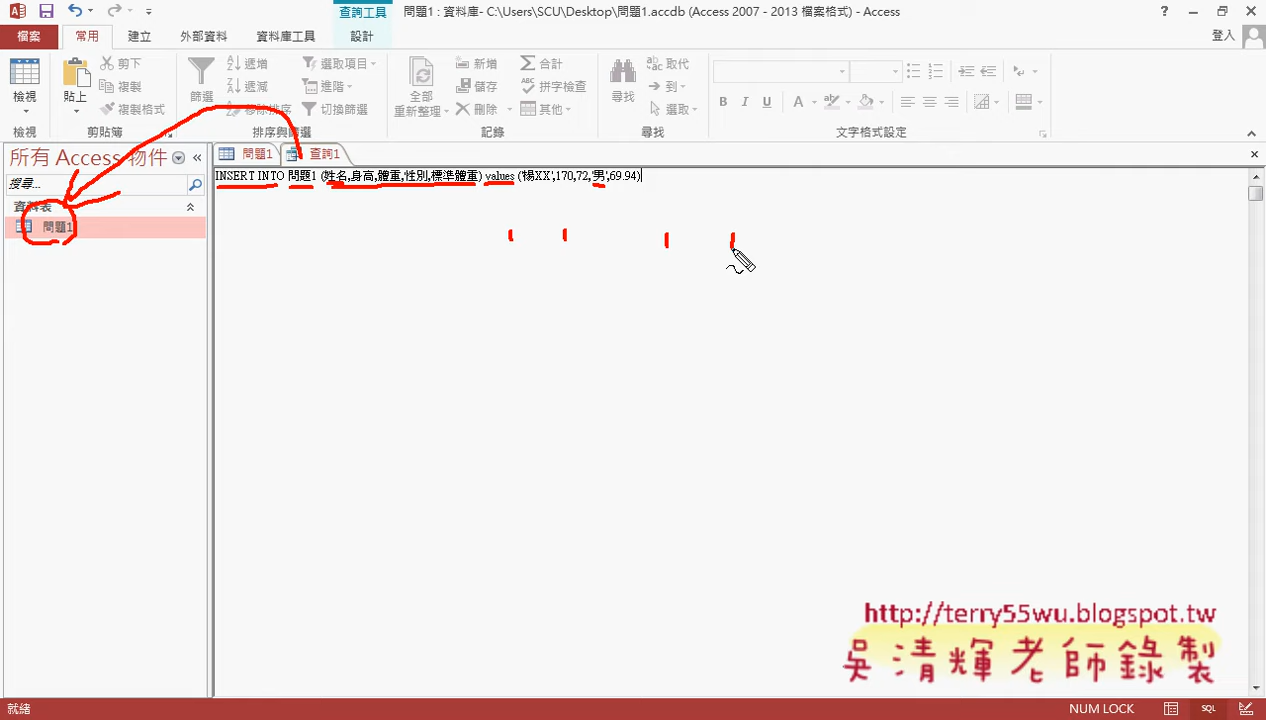 查詢工具
問題1 : 資料庫- C:\Users\SCU\Desktop\問題1.accdb (Access 2007 - 2013 檔案格式) - Access
檔案 常用 建立 外部資料 資料庫工具 設計 登入
檢視 貼上 剪下 複製 複製格式
篩選 遞增 遞減 移除排序 選取項目 進階 切換篩選
全部重新整理 新增 儲存 刪除 合計 拼字檢查 其他
尋找 取代 到 選取
B I U A
檢視 剪貼簿 排序與篩選 記錄 尋找 文字格式設定
所有 Access 物件
搜尋...
資料表
問題1
問題1 查詢1
INSERT INTO 問題1 (姓名,身高,體重,性別,標準體重) values ('楊XX',170,72,'男',69.94)
http://terry55wu.blogspot.tw
吳清輝老師錄製
就緒 NUM LOCK SQL